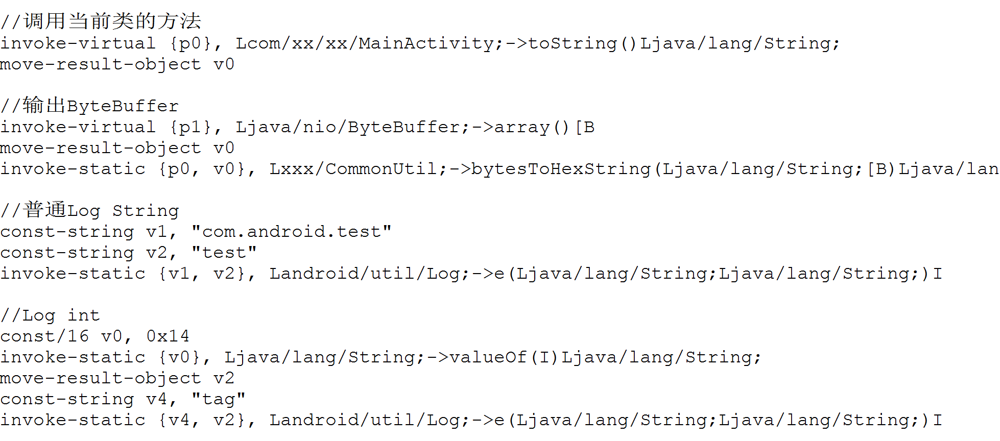 //调用当前类的方法
invoke-virtual {p0}, Lcom/xx/xx/MainActivity;->toString()Ljava/lang/String;
move-result-object v0
//输出ByteBuffer
invoke-virtual {p1}, Ljava/nio/ByteBuffer;->array()[B
move-result-object v0
invoke-static {p0, v0}, Lxxx/CommonUtil;->bytesToHexString(Ljava/lang/String;[B)Ljava/lan
//普通Log String
const-string v1, "com.android.test"
const-string v2, "test"
invoke-static {v1, v2}, Landroid/util/Log;->e(Ljava/lang/String;Ljava/lang/String;)I
//Log int
const/16 v0, 0x14
invoke-static {v0}, Ljava/lang/String;->valueOf(I)Ljava/lang/String;
move-result-object v2
const-string v4, "tag"
invoke-static {v4, v2}, Landroid/util/Log;->e(Ljava/lang/String;Ljava/lang/String;)I